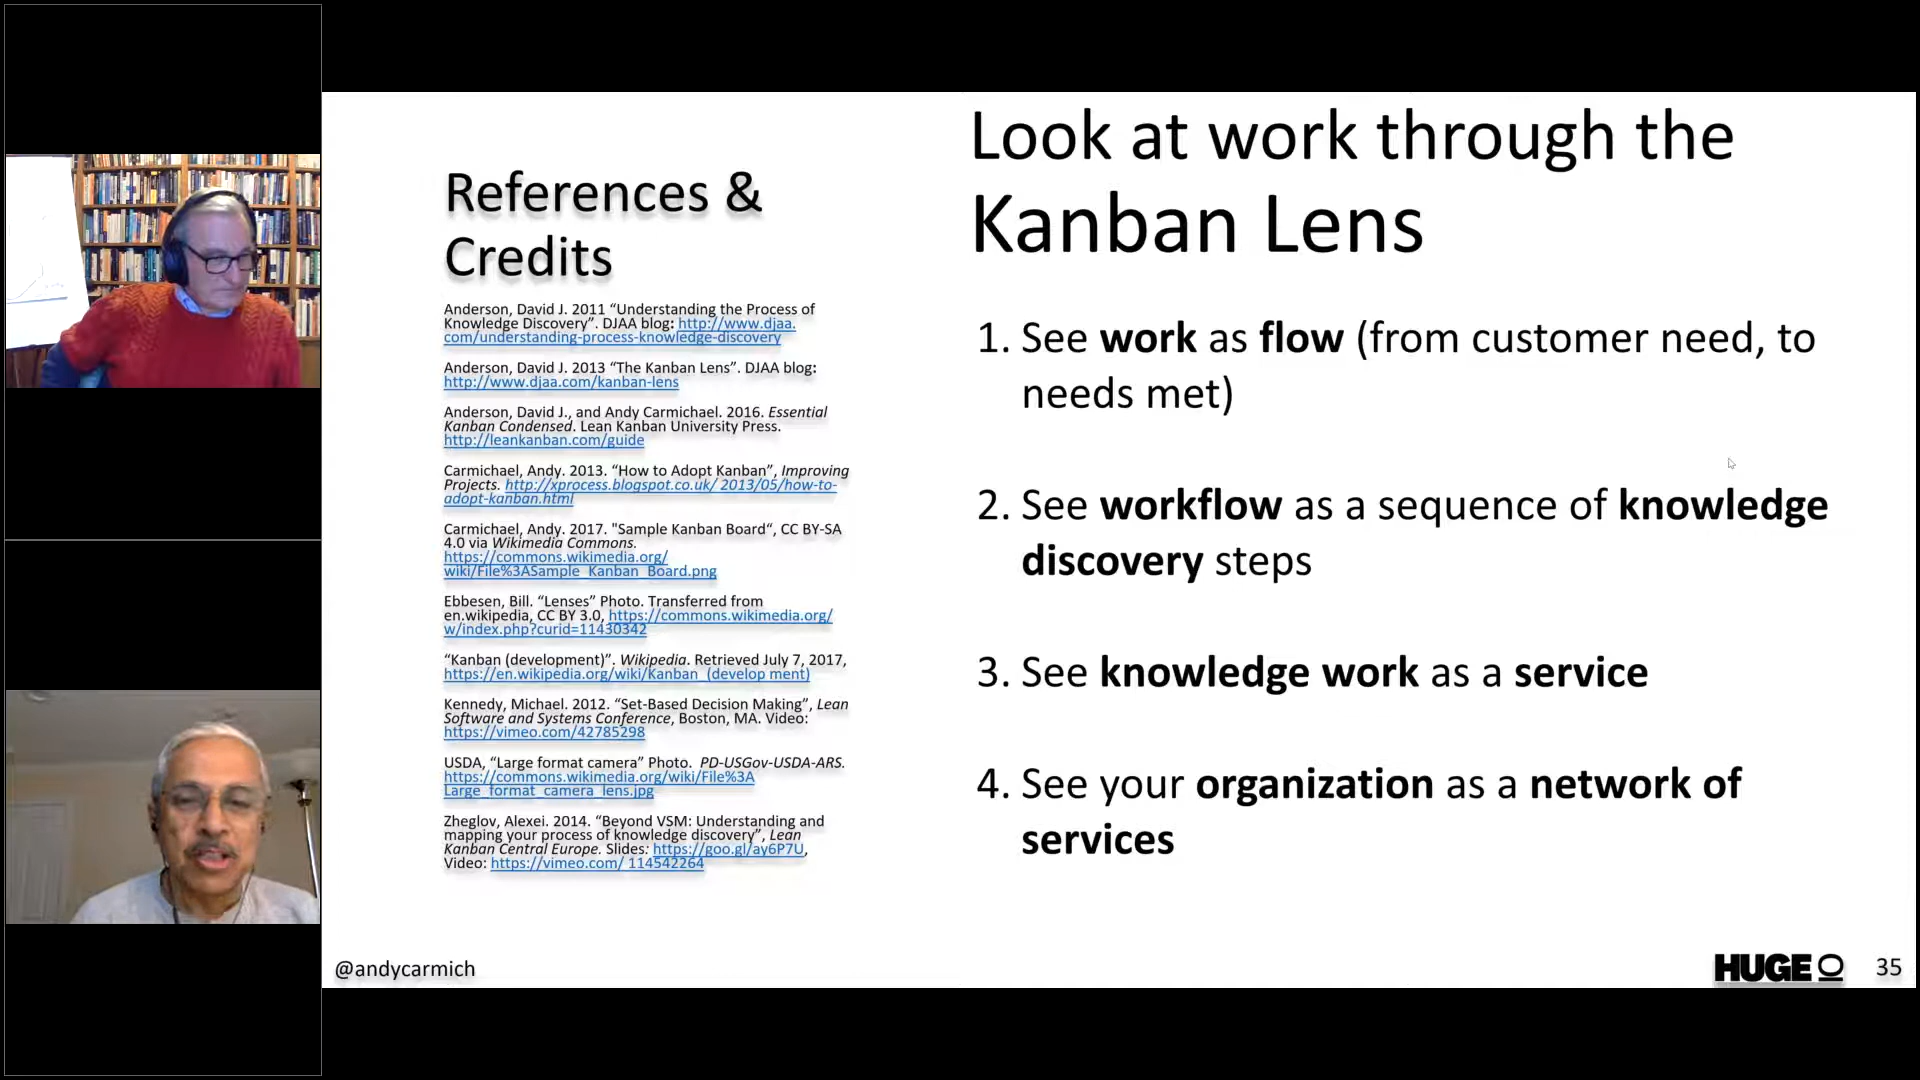 References &
Credits
Anderson, David J. 2011 “Understanding the Process of
Knowledge Discovery”. DJAA blog: http://www.djaa.
com/understanding-process-knowledge-discovery
Anderson, David J. 2013 “The Kanban Lens”. DJAA blog:
http://www.djaa.com/kanban-lens
Anderson, David J., and Andy Carmichael. 2016. Essential
Kanban Condensed. Lean Kanban University Press.
http://leankanban.com/guide
Carmichael, Andy. 2013. “How to Adopt Kanban”, Improving
Projects. http://xprocess.blogspot.co.uk/ 2013/05/how-to-
adopt-kanban.html
Carmichael, Andy. 2017. "Sample Kanban Board“, CC BY-SA
4.0 via Wikimedia Commons.
https://commons.wikimedia.org/
wiki/File%3ASample_Kanban_Board.png
Ebbesen, Bill. “Lenses” Photo. Transferred from
en.wikipedia, CC BY 3.0, https://commons.wikimedia.org/
w/index.php?curid=11430342
“Kanban (development)”. Wikipedia. Retrieved July 7, 2017,
https://en.wikipedia.org/wiki/Kanban_(develop ment)
Kennedy, Michael. 2012. “Set-Based Decision Making”, Lean
Software and Systems Conference, Boston, MA. Video:
https://vimeo.com/42785298
USDA, “Large format camera” Photo. PD-USGov-USDA-ARS.
https://commons.wikimedia.org/wiki/File%3A
Large_format_camera_lens.jpg
Zheglov, Alexei. 2014. “Beyond VSM: Understanding and
mapping your process of knowledge discovery”, Lean
Kanban Central Europe. Slides: https://goo.gl/ay6P7U,
Video: https://vimeo.com/ 114542264
Look at work through the
Kanban Lens
1. See work as flow (from customer need, to
needs met)
2. See workflow as a sequence of knowledge
discovery steps
3. See knowledge work as a service
4. See your organization as a network of
services
@andycarmich
HUGE IO
35